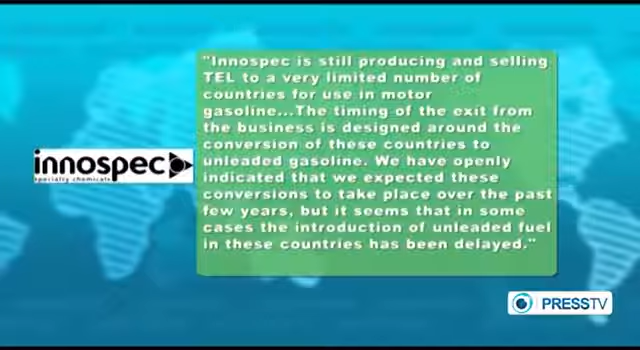 "Innospec is still producing and selling
TEL to a very limited number of
countries for use in motor
gasoline...The timing of the exit from
the business is designed around the
conversion of these countries to
unleaded gasoline. We have openly
indicated that we expected these
conversions to take place over the past
few years, but it seems that in some
cases the introduction of unleaded fuel
in these countries has been delayed."
innospec
specialty chemicals
PRESSTV